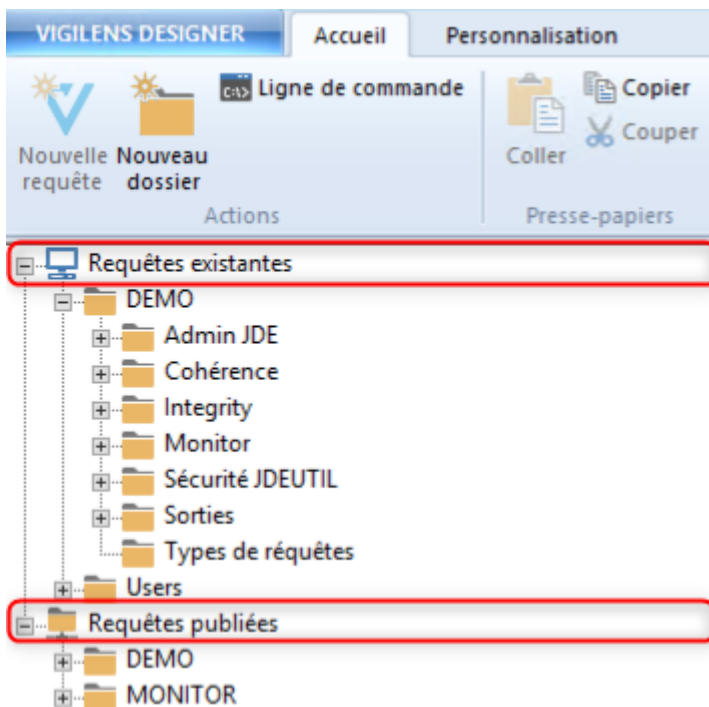 VIGILENS DESIGNER Accueil Personnalisation
C:\> Ligne de commande
Copier
Couper
Nouvelle requête
Nouveau dossier
Coller
Actions
Presse-papiers
Requêtes existantes
DEMO
Admin JDE
Cohérence
Integrity
Monitor
Sécurité JDEUTIL
Sorties
Types de réquêtes
Users
Requêtes publiées
DEMO
MONITOR